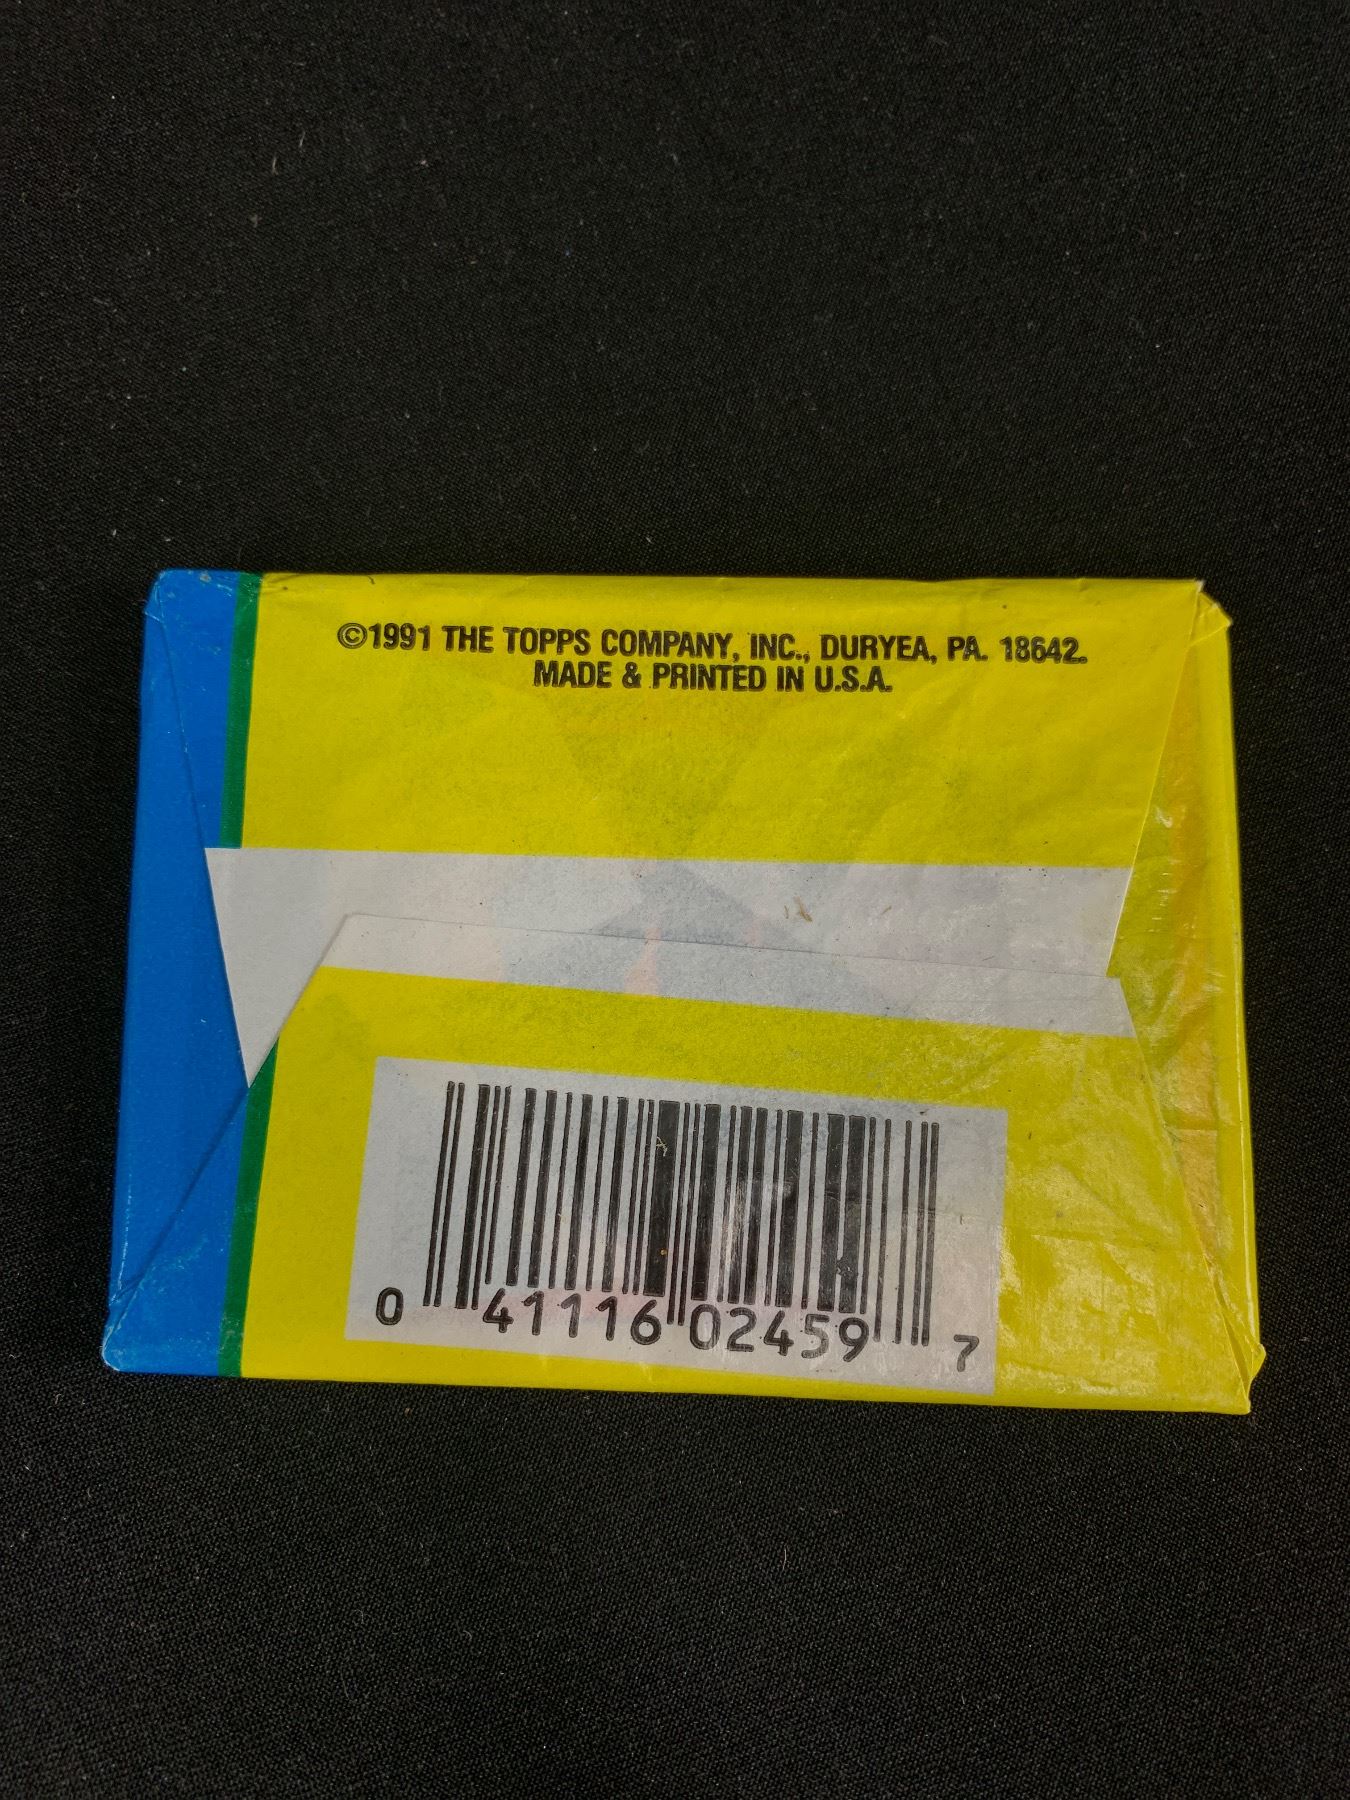 ©1991 THE TOPPS COMPANY, INC., DURYEA, PA. 18642.
MADE & PRINTED IN U.S.A.
0 41116 02459 7